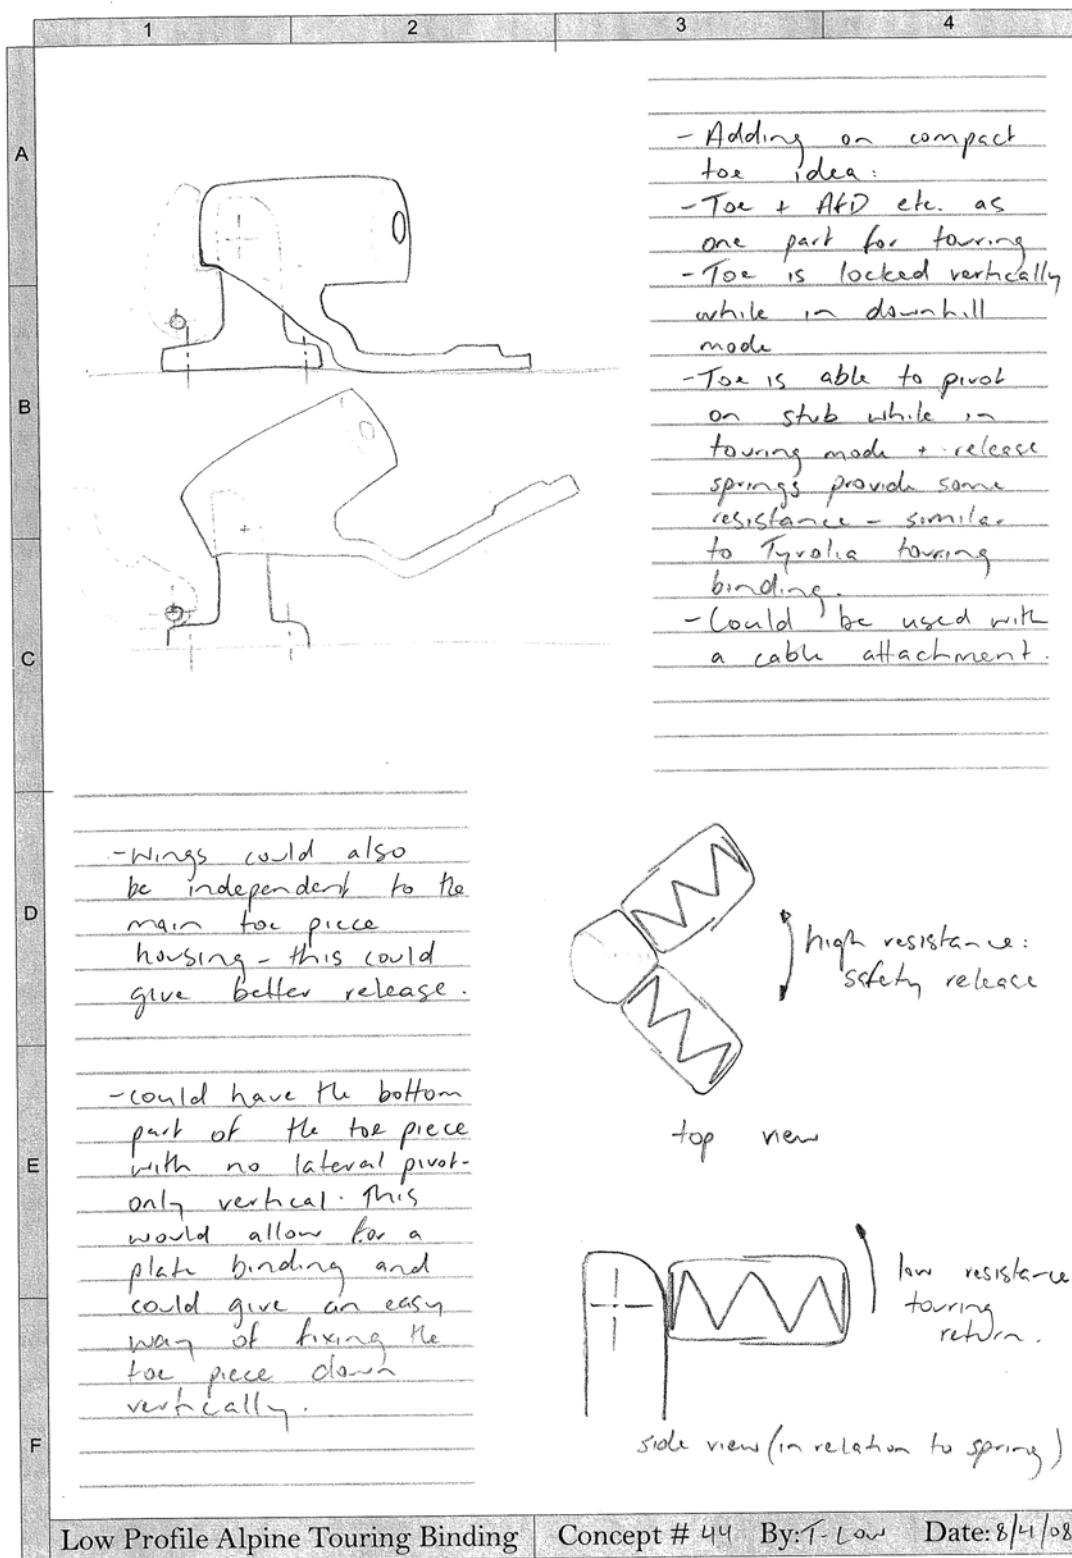 1 2 3 4
A
B
C
D
E
F
- Adding on compact
toe idea:
- Toe + AFD etc. as
one part for touring
- Toe is locked vertically
while in downhill
mode
- Toe is able to pivot
on stub while in
touring mode + release
springs provide some
resistance - similar
to Tyrolia touring
binding.
- Could be used with
a cable attachment.
- Wings could also
be independent to the
main toe piece
housing - this could
give better release.
- could have the bottom
part of the toe piece
with no lateral pivot -
only vertical. This
would allow for a
plate binding and
could give an easy
way of fixing the
toe piece down
vertically.
high resistance:
safety release
top view
low resistance
touring
return.
side view (in relation to spring)
Low Profile Alpine Touring Binding Concept # 44 By: T-Low Date: 8/4/08